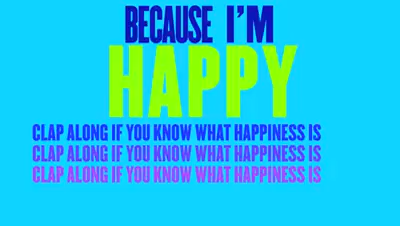 BECAUSE I'M
HAPPY
CLAP ALONG IF YOU KNOW WHAT HAPPINESS IS
CLAP ALONG IF YOU KNOW WHAT HAPPINESS IS
CLAP ALONG IF YOU KNOW WHAT HAPPINESS IS